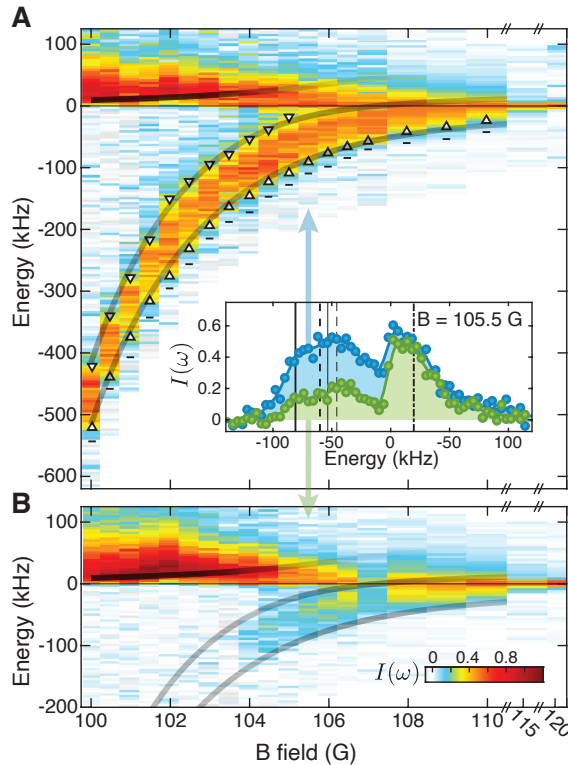 A
100
0
-100
-200
-300
-400
-500
-600
Energy (kHz)
B = 105.5 G
0.6
0.4
0.2
0
I(ω)
-100 -50 0 -50 100
Energy (kHz)
B
100
0
-100
-200
Energy (kHz)
I(ω)
0 0.4 0.8
100 102 104 106 108 110 115 120
B field (G)